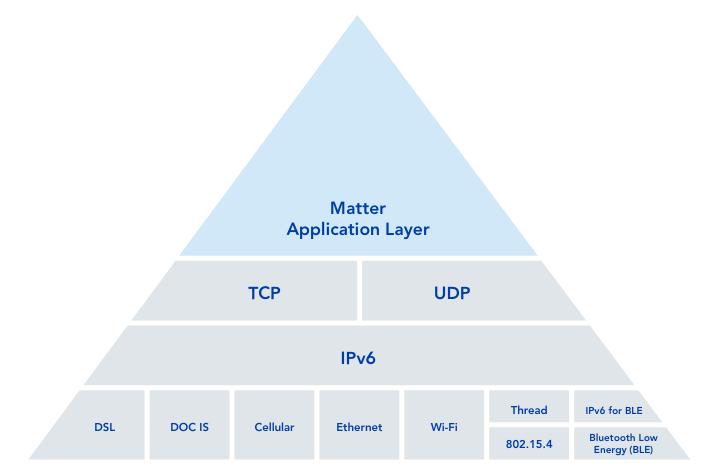 Matter
Application Layer
TCP
UDP
IPv6
DSL
DOC IS
Cellular
Ethernet
Wi-Fi
Thread
802.15.4
IPv6 for BLE
Bluetooth Low
Energy (BLE)